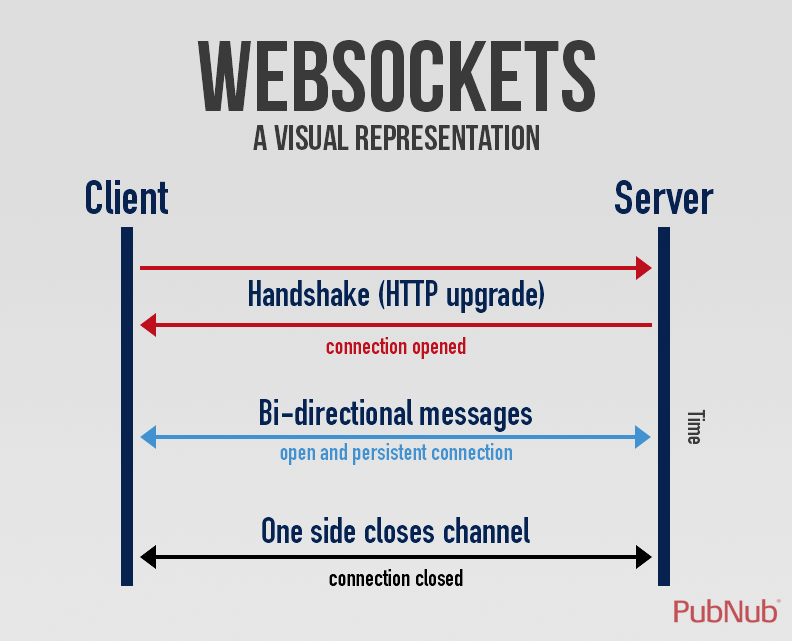 WEBSOCKETS
A VISUAL REPRESENTATION
Client
Server
Handshake (HTTP upgrade)
connection opened
Bi-directional messages
open and persistent connection
Time
One side closes channel
connection closed
PubNub